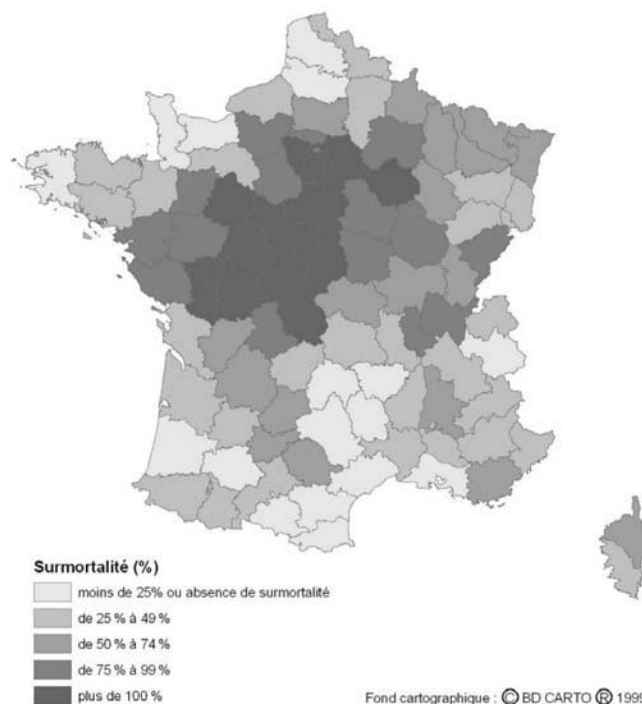 Surmortalité (%)
moins de 25% ou absence de surmortalité
de 25 % à 49 %
de 50 % à 74 %
de 75 % à 99 %
plus de 100 %
Fond cartographique : © BD CARTO ® 1999